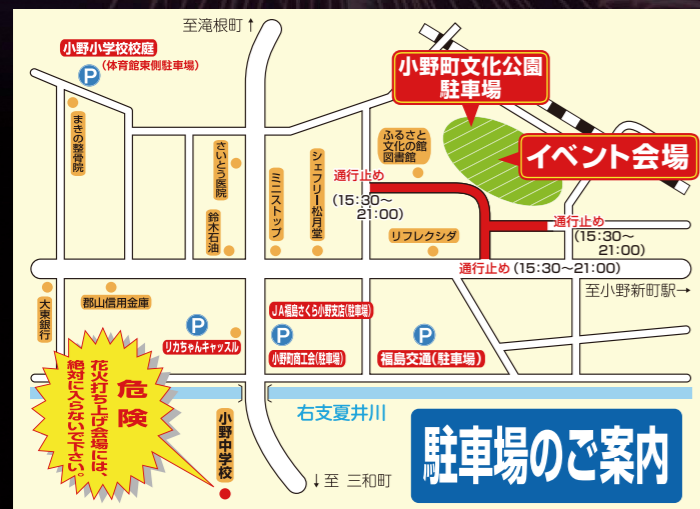 至滝根町↑
小野小学校校庭
(体育館東側駐車場)
P
まきの整骨院
さいとう医院
鈴木石油
ミニストップ
シェフリー松月堂
ふるさと
文化の館
図書館
小野町文化公園
駐車場
イベント会場
通行止め
(15:30〜
21:00)
リフレクシダ
通行止め
(15:30〜
21:00)
通行止め(15:30〜21:00)
至小野新町駅→
大東銀行
郡山信用金庫
P
リカちゃんキャッスル
JA福島さくら小野支店(駐車場)
P
小野町商工会(駐車場)
P
福島交通(駐車場)
危険
花火打ち上げ会場には、
絶対に入らないで下さい。
小野中学校
右支夏井川
↓至 三和町
駐車場のご案内